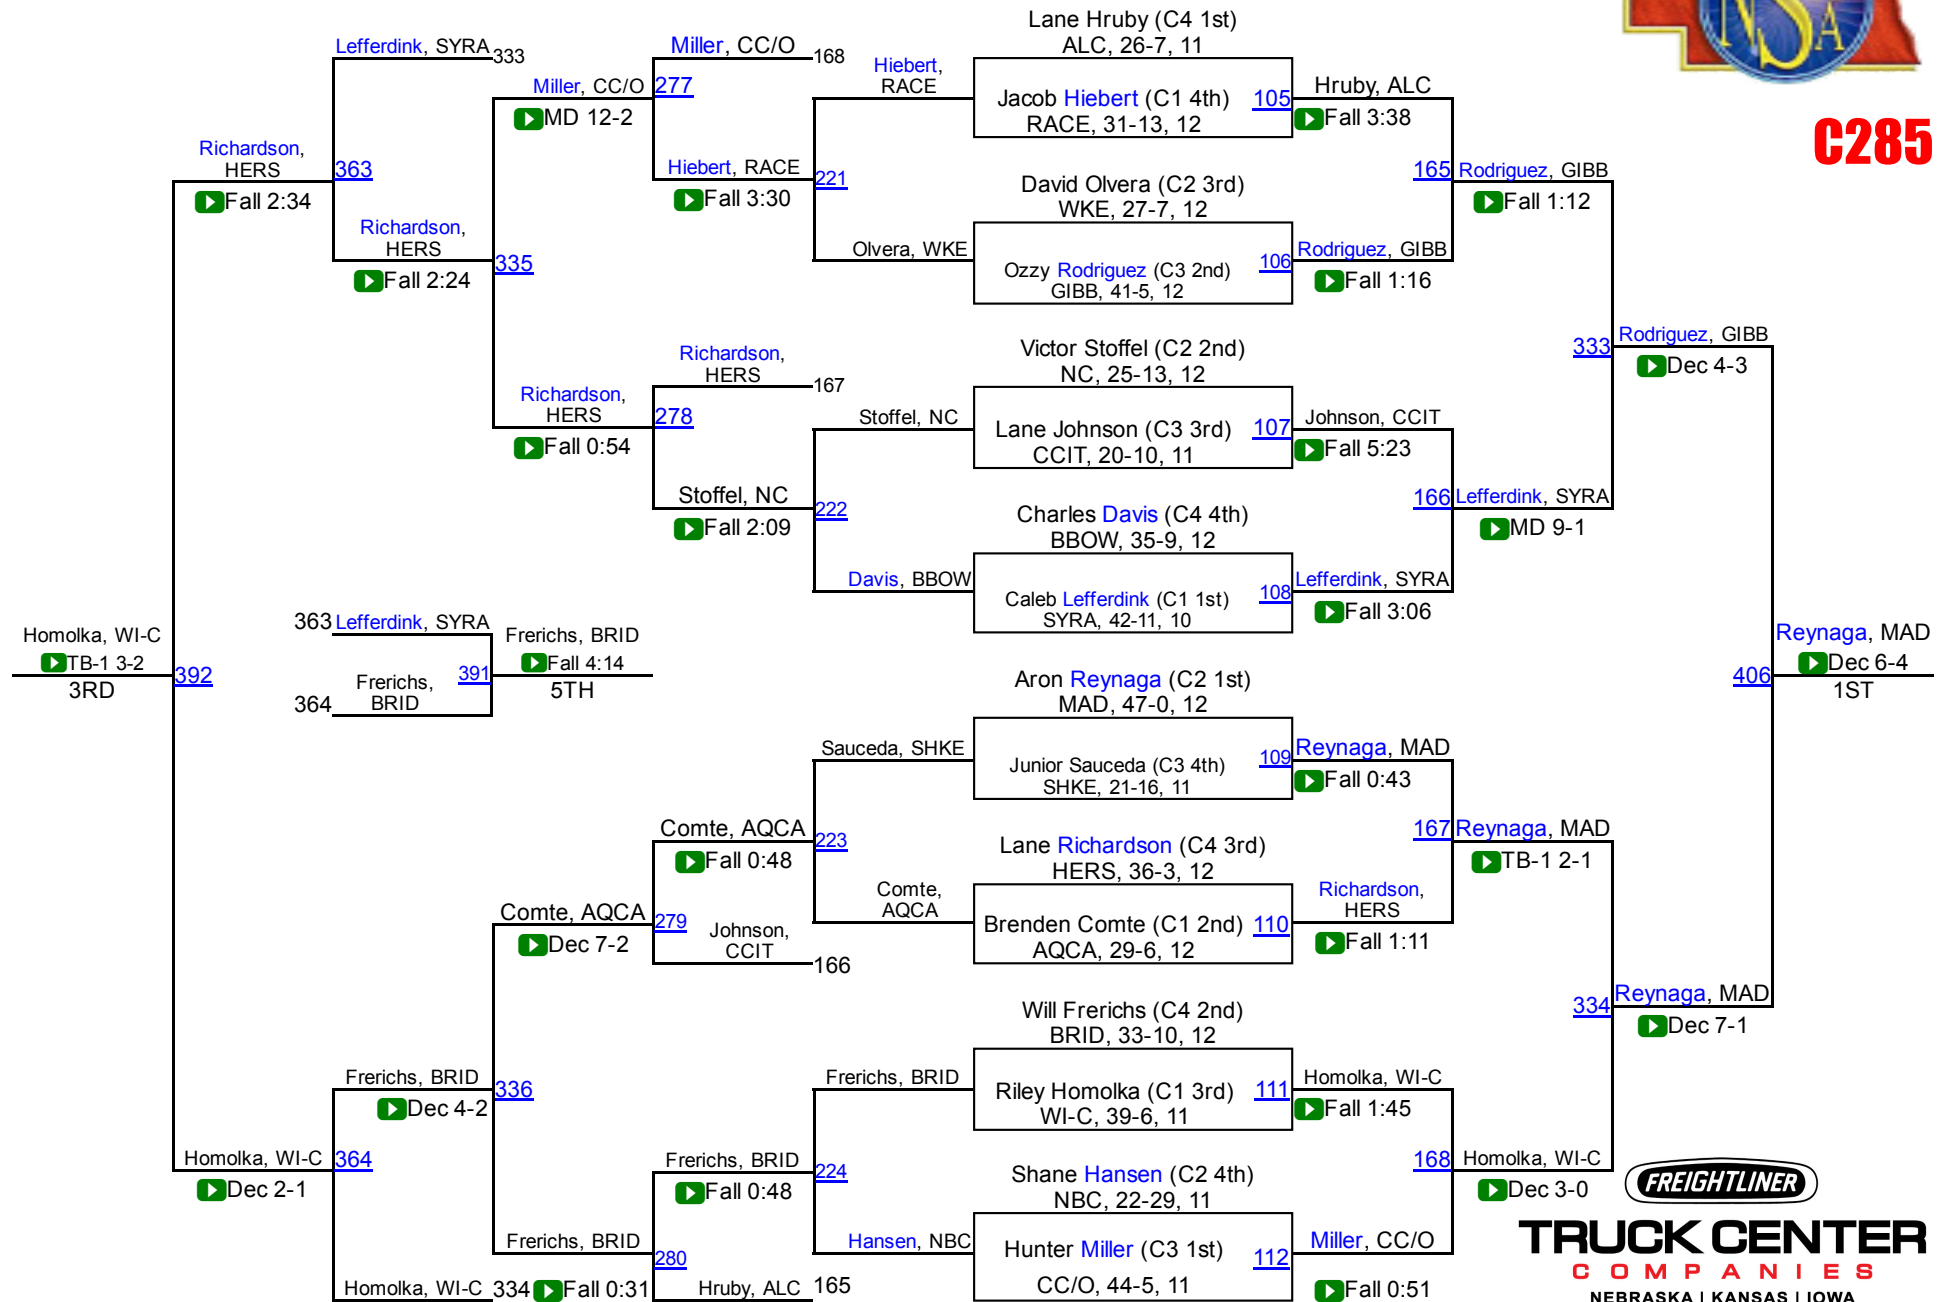 Lefferdink, SYRA
333
Miller, CC/O
MD 12-2
277
Miller, CC/O
168
Hiebert, RACE
Fall 3:30
221
Hiebert,
RACE
Olvera, WKE
Richardson,
HERS
Fall 2:34
363
Richardson,
HERS
Fall 2:24
335
Richardson,
HERS
Fall 0:54
278
Richardson,
HERS
167
Stoffel, NC
Fall 2:09
222
Stoffel, NC
Davis, BBOW
Lane Hruby (C4 1st)
ALC, 26-7, 11
Jacob Hiebert (C1 4th)
RACE, 31-13, 12
105
David Olvera (C2 3rd)
WKE, 27-7, 12
Ozzy Rodriguez (C3 2nd)
GIBB, 41-5, 12
106
Victor Stoffel (C2 2nd)
NC, 25-13, 12
Lane Johnson (C3 3rd)
CCIT, 20-10, 11
107
Charles Davis (C4 4th)
BBOW, 35-9, 12
Caleb Lefferdink (C1 1st)
SYRA, 42-11, 10
108
Hruby, ALC
Fall 3:38
165
Rodriguez, GIBB
Fall 1:16
Rodriguez, GIBB
Fall 1:12
Johnson, CCIT
Fall 5:23
166
Lefferdink, SYRA
Fall 3:06
Lefferdink, SYRA
MD 9-1
333
Rodriguez, GIBB
Dec 4-3
NSA
C285
Homolka, WI-C
TB-1 3-2
3RD
392
363
Lefferdink, SYRA
364
Frerichs,
BRID
391
Frerichs, BRID
Fall 4:14
5TH
Reynaga, MAD
Dec 6-4
1ST
406
Aron Reynaga (C2 1st)
MAD, 47-0, 12
Junior Sauceda (C3 4th)
SHKE, 21-16, 11
109
Lane Richardson (C4 3rd)
HERS, 36-3, 12
Brenden Comte (C1 2nd)
AQCA, 29-6, 12
110
Will Frerichs (C4 2nd)
BRID, 33-10, 12
Riley Homolka (C1 3rd)
WI-C, 39-6, 11
111
Shane Hansen (C2 4th)
NBC, 22-29, 11
Hunter Miller (C3 1st)
CC/O, 44-5, 11
112
Sauceda, SHKE
Comte,
AQCA
223
Comte, AQCA
Fall 0:48
Johnson,
CCIT
166
279
Comte, AQCA
Dec 7-2
336
Frerichs, BRID
Dec 4-2
Frerichs, BRID
Hansen, NBC
224
Frerichs, BRID
Fall 0:48
Hruby, ALC
165
280
Frerichs, BRID
Fall 0:31
364
Homolka, WI-C
334
Homolka, WI-C
Dec 2-1
Reynaga, MAD
Fall 0:43
Richardson,
HERS
Fall 1:11
167
Reynaga, MAD
TB-1 2-1
Homolka, WI-C
Fall 1:45
Miller, CC/O
Fall 0:51
168
Homolka, WI-C
Dec 3-0
334
Reynaga, MAD
Dec 7-1
FREIGHTLINER
TRUCK CENTER
COMPANIES
NEBRASKA | KANSAS | IOWA